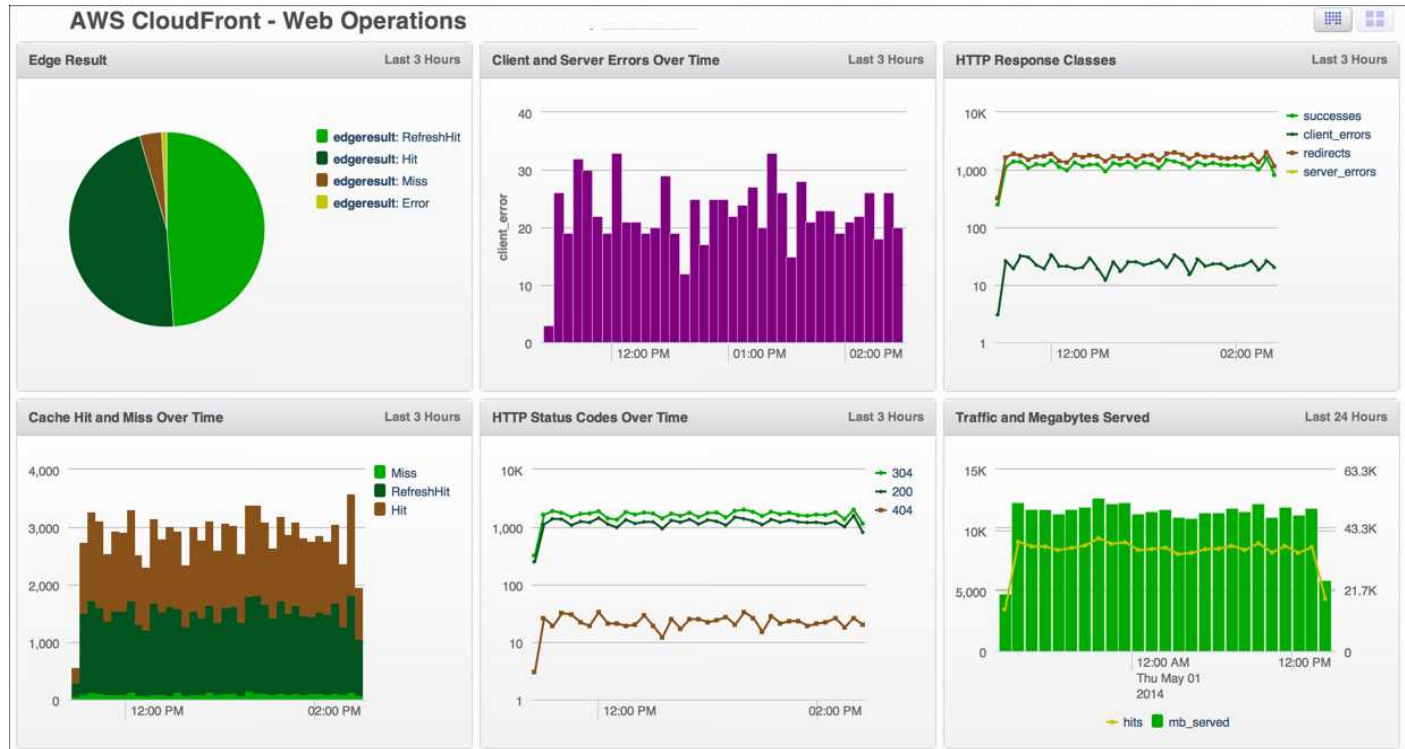 AWS CloudFront - Web Operations
Edge Result
Last 3 Hours
edgeresult: RefreshHit
edgeresult: Hit
edgeresult: Miss
edgeresult: Error
Client and Server Errors Over Time
Last 3 Hours
client_error
40
30
20
10
0
12:00 PM
01:00 PM
02:00 PM
HTTP Response Classes
Last 3 Hours
10K
1,000
100
10
1
12:00 PM
02:00 PM
successes
client_errors
redirects
server_errors
Cache Hit and Miss Over Time
Last 3 Hours
4,000
3,000
2,000
1,000
0
12:00 PM
02:00 PM
Miss
RefreshHit
Hit
HTTP Status Codes Over Time
Last 3 Hours
10K
1,000
100
10
1
12:00 PM
02:00 PM
304
200
404
Traffic and Megabytes Served
Last 24 Hours
15K
10K
5,000
0
63.3K
43.3K
21.7K
0
12:00 AM
Thu May 01
2014
12:00 PM
hits
mb_served